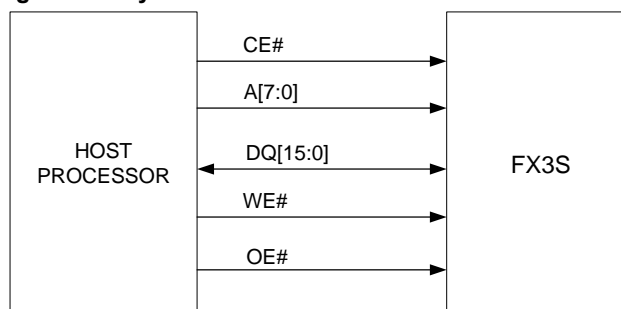 CE#
A[7:0]
HOST
PROCESSOR
DQ[15:0]
FX3S
WE#
OE#